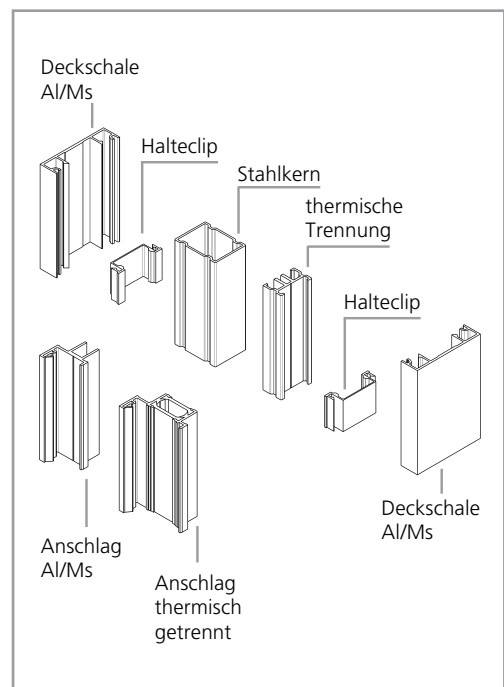 Deckschale
Al/Ms
Halteclip
Stahlkern
thermische
Trennung
Halteclip
Deckschale
Al/Ms
Anschlag
Al/Ms
Anschlag
thermisch
getrennt